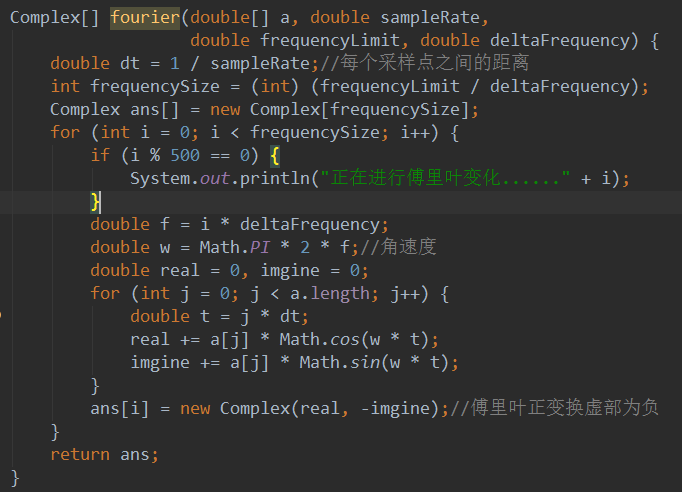 Complex[] fourier(double[] a, double sampleRate,
double frequencyLimit, double deltaFrequency) {
double dt = 1 / sampleRate;//每个采样点之间的距离
int frequencySize = (int) (frequencyLimit / deltaFrequency);
Complex ans[] = new Complex[frequencySize];
for (int i = 0; i < frequencySize; i++) {
if (i % 500 == 0) {
System.out.println("正在进行傅里叶变化......" + i);
}
double f = i * deltaFrequency;
double w = Math.PI * 2 * f;//角速度
double real = 0, imgine = 0;
for (int j = 0; j < a.length; j++) {
double t = j * dt;
real += a[j] * Math.cos(w * t);
imgine += a[j] * Math.sin(w * t);
}
ans[i] = new Complex(real, -imgine);//傅里叶正变换虚部为负
}
return ans;
}